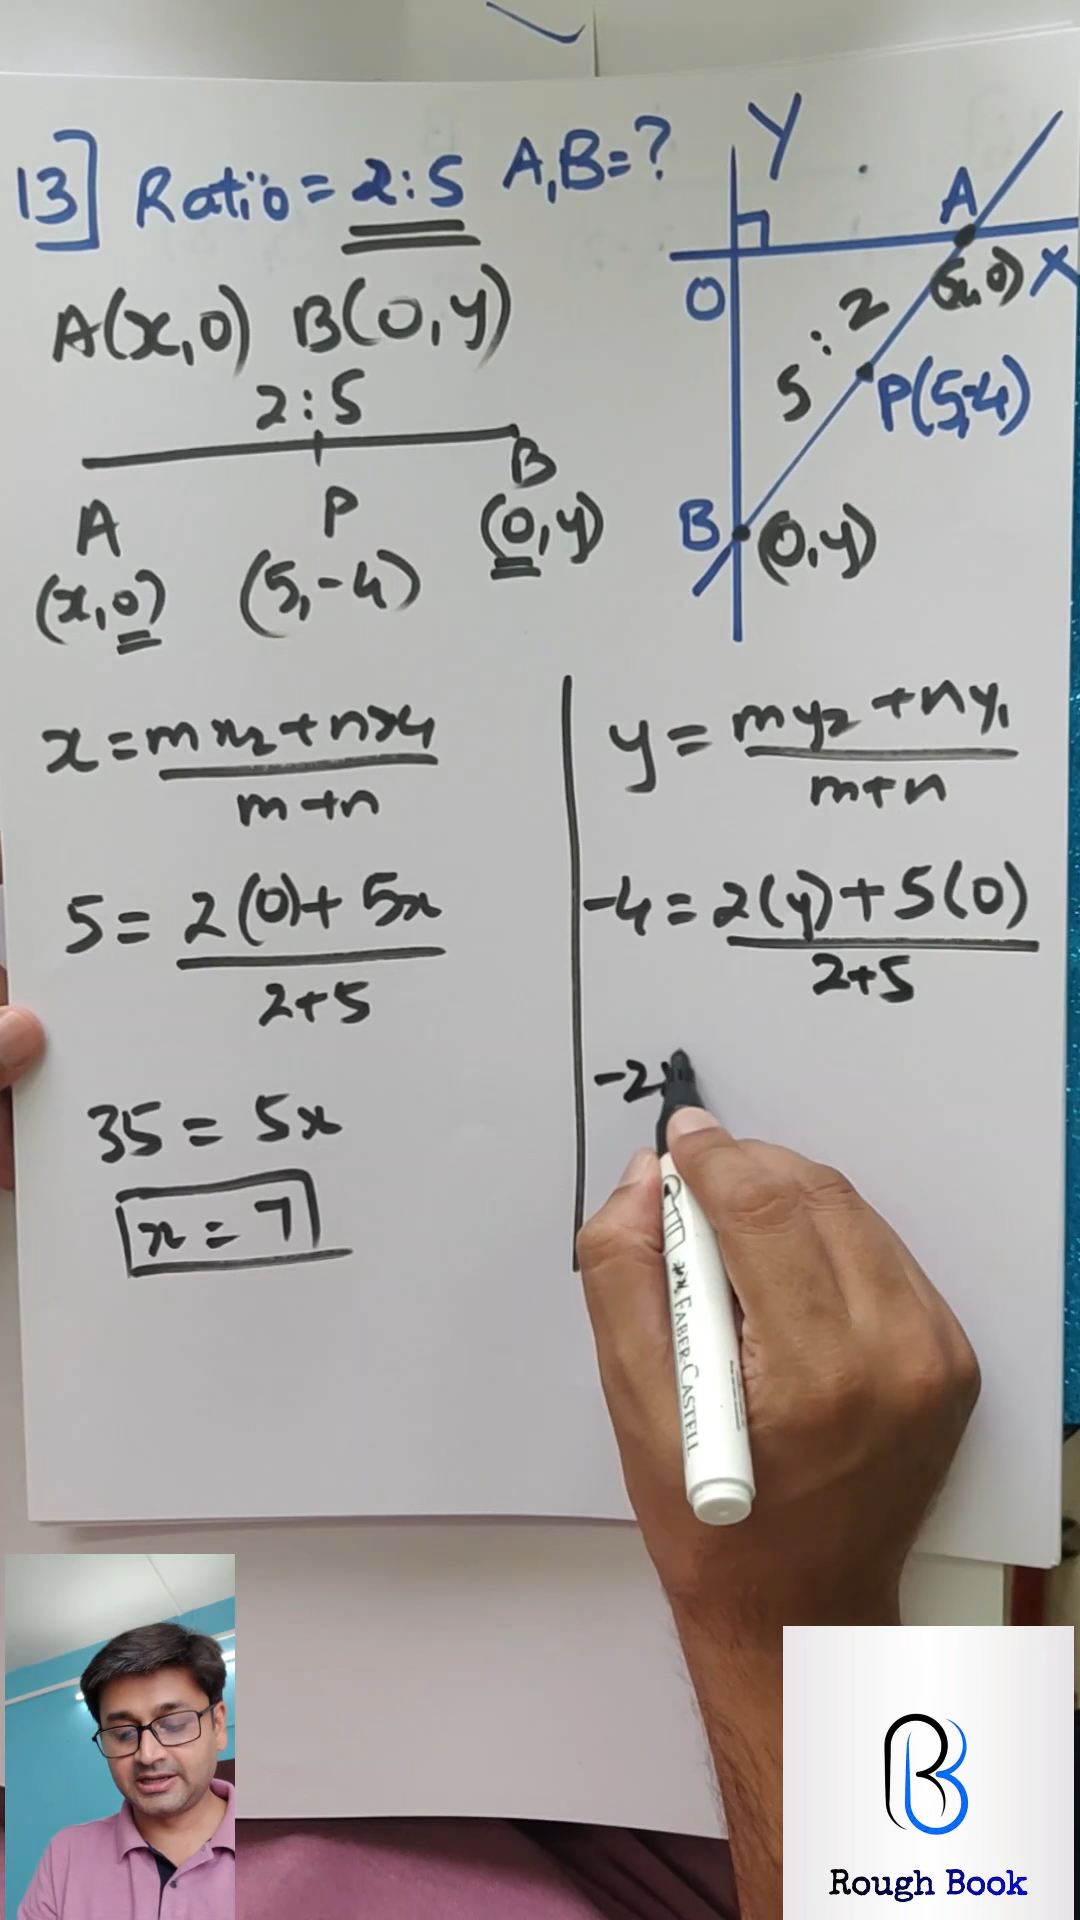 13] Ratio = 2:5 A,B=?
A(x,0) B(0,y)
2:5
A P B
(x,0) (5,-4) (0,y)
Y
A
O (x,0) X
5:2
P(5,-4)
B (0,y)
x = mx2 + nx1
m + n
5 = 2(0) + 5x
2+5
35 = 5x
x = 7
y = my2 + ny1
m+n
-4 = 2(y) + 5(0)
2+5
-2
FABER-CASTELL
B
Rough Book